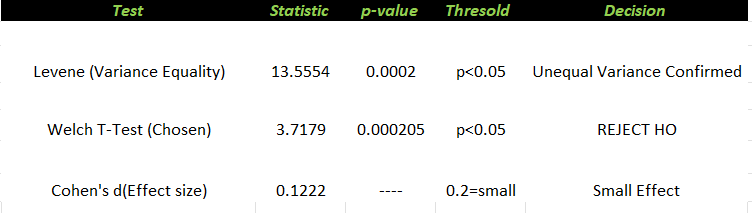 Test Statistic p-value Thresold Decision
Levene (Variance Equality) 13.5554 0.0002 p<0.05 Unequal Variance Confirmed
Welch T-Test (Chosen) 3.7179 0.000205 p<0.05 REJECT HO
Cohen's d(Effect size) 0.1222 ---- 0.2=small Small Effect